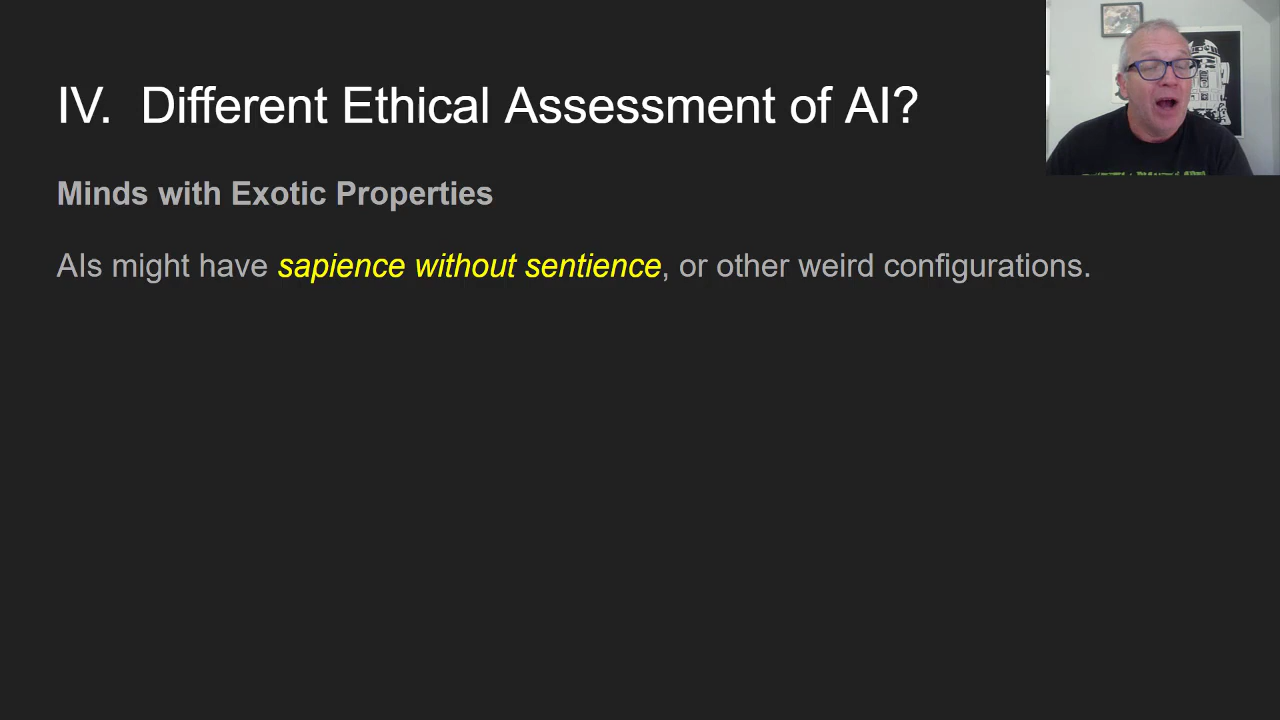 IV.  Different Ethical Assessment of AI?
Minds with Exotic Properties
AIs might have sapience without sentience, or other weird configurations.